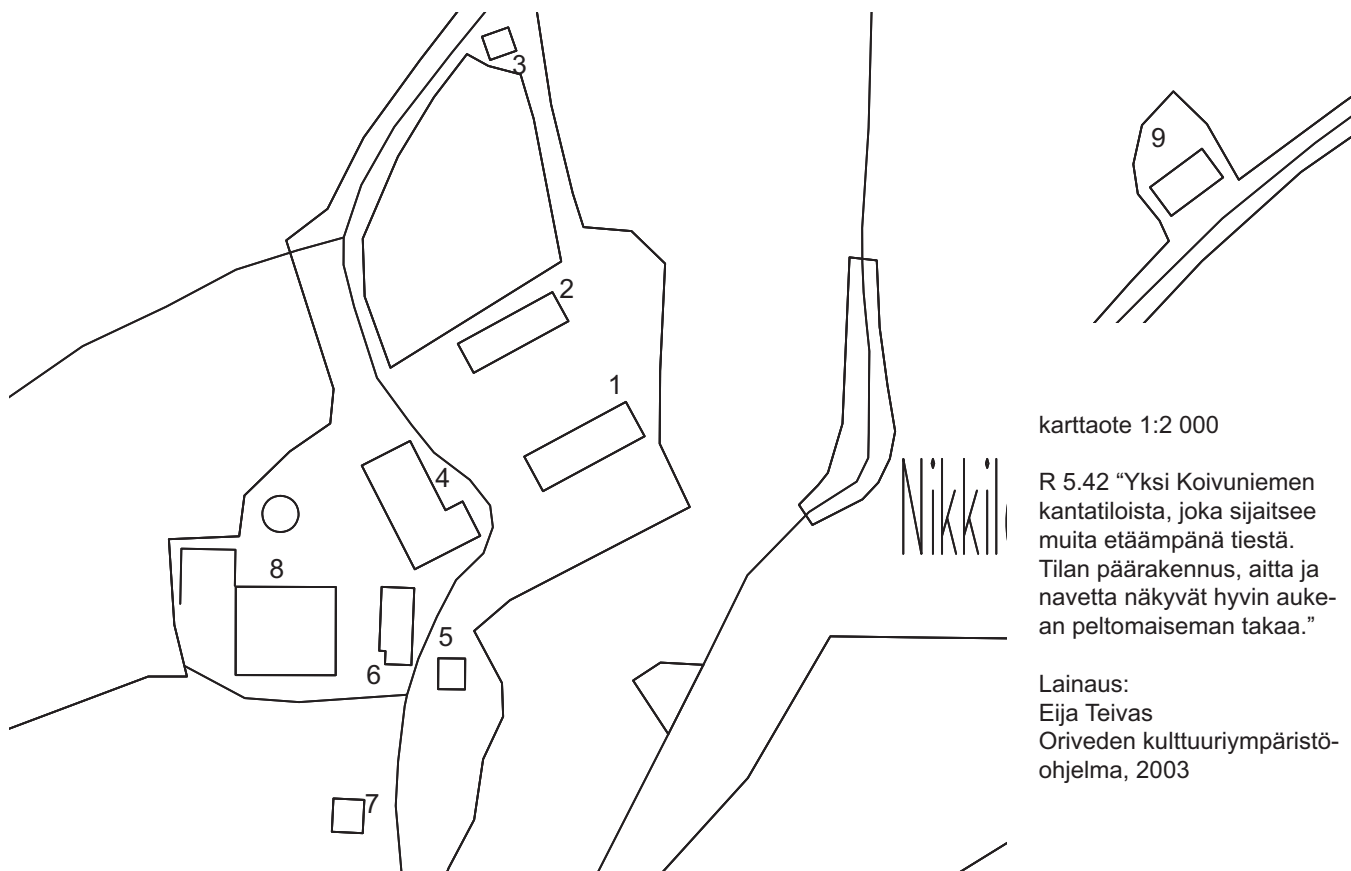 3
9
2
1
4
8
5
6
7
karttaote 1:2 000
R 5.42 “Yksi Koivuniemen
kantatiloista, joka sijaitsee
muita etäämpänä tiestä.
Tilan päärakennus, aitta ja
navetta näkyvät hyvin auke-
an peltomaiseman takaa.”
Lainaus:
Eija Teivas
Oriveden kulttuuriympäristö-
ohjelma, 2003